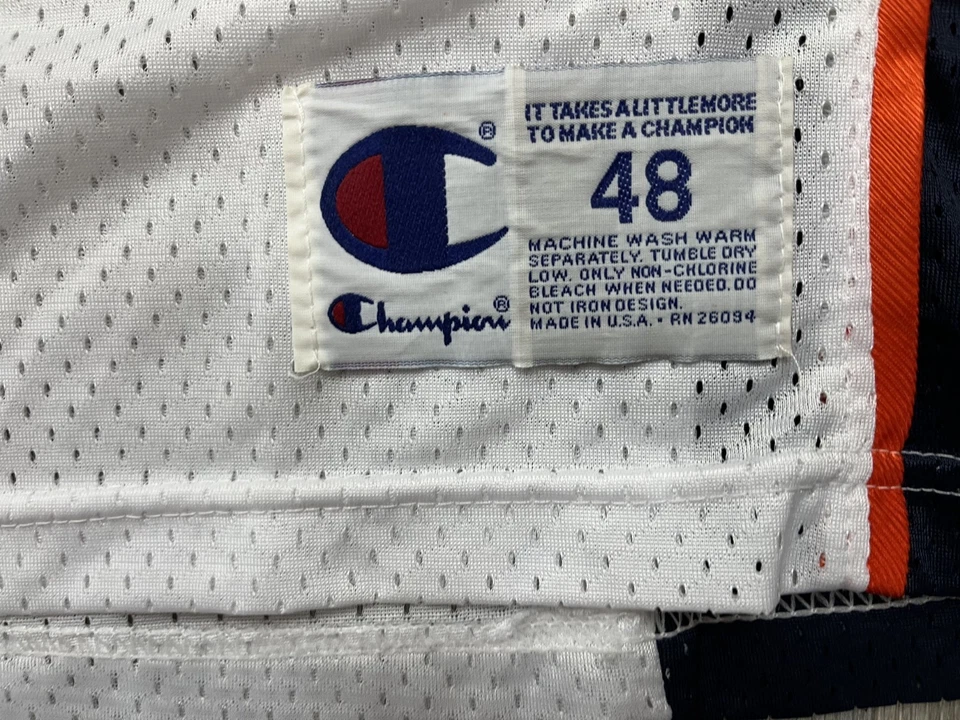 ®
Champion®
IT TAKES A LITTLE MORE
TO MAKE A CHAMPION
48
MACHINE WASH WARM
SEPARATELY. TUMBLE DRY
LOW. ONLY NON-CHLORINE
BLEACH WHEN NEEDED. DO
NOT IRON DESIGN.
MADE IN U.S.A. • RN 26094